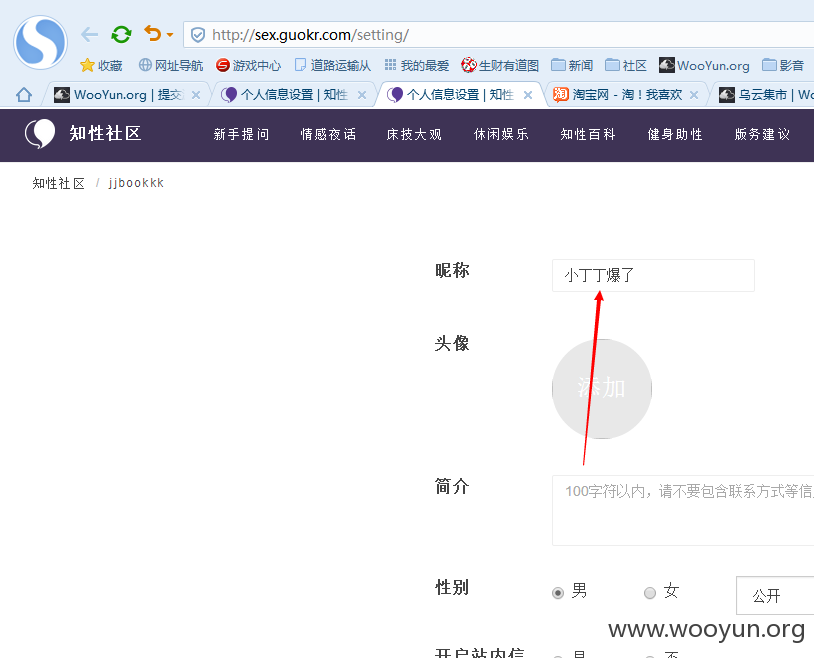 http://sex.guokr.com/setting/
收藏 网址导航 游戏中心 道路运输从 我的最爱 生财有道图 新闻 社区 WooYun.org 影音
WooYun.org | 提交 个人信息设置 | 知性 个人信息设置 | 知性 淘宝网 - 淘！我喜欢 乌云集市 | Wo
知性社区 新手提问 情感夜话 床技大观 休闲娱乐 知性百科 健身助性 版务建议
知性社区 / jjbookkk
昵称 小丁丁爆了
头像 添加
简介 100字符以内，请不要包含联系方式等信
性别 男 女 公开
www.wooyun.org
开启站内信 是 否